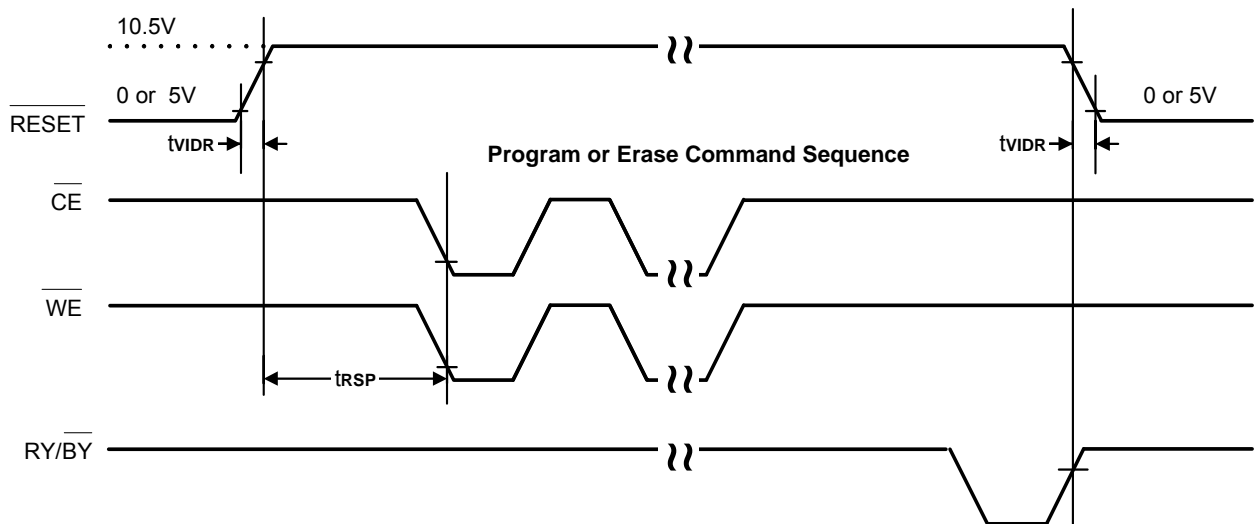 10.5V
0 or 5V
0 or 5V
RESET
tVIDR
tVIDR
Program or Erase Command Sequence
CE
WE
tRSP
RY/BY